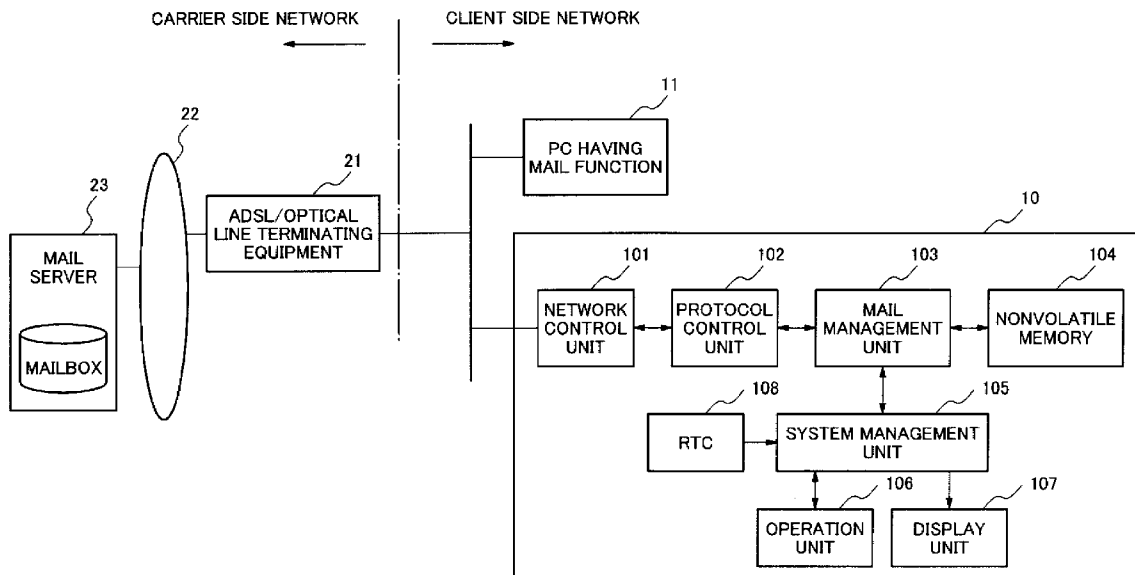 CARRIER SIDE NETWORK
CLIENT SIDE NETWORK
11
PC HAVING
MAIL FUNCTION
22
21
ADSL/OPTICAL
LINE TERMINATING
EQUIPMENT
23
MAIL
SERVER
MAILBOX
10
101
NETWORK
CONTROL
UNIT
102
PROTOCOL
CONTROL
UNIT
103
MAIL
MANAGEMENT
UNIT
104
NONVOLATILE
MEMORY
108
RTC
105
SYSTEM MANAGEMENT
UNIT
106
OPERATION
UNIT
107
DISPLAY
UNIT